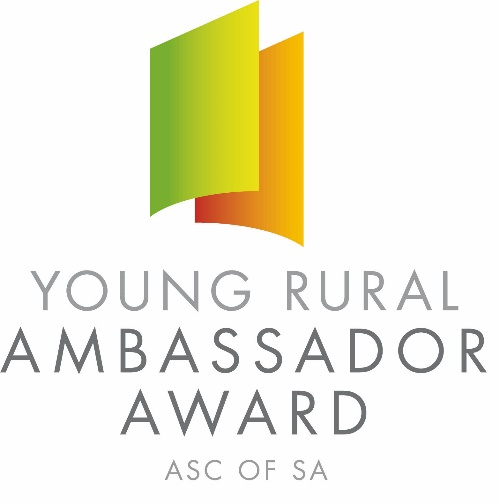 YOUNG RURAL
AMBASSADOR
AWARD
ASC OF SA